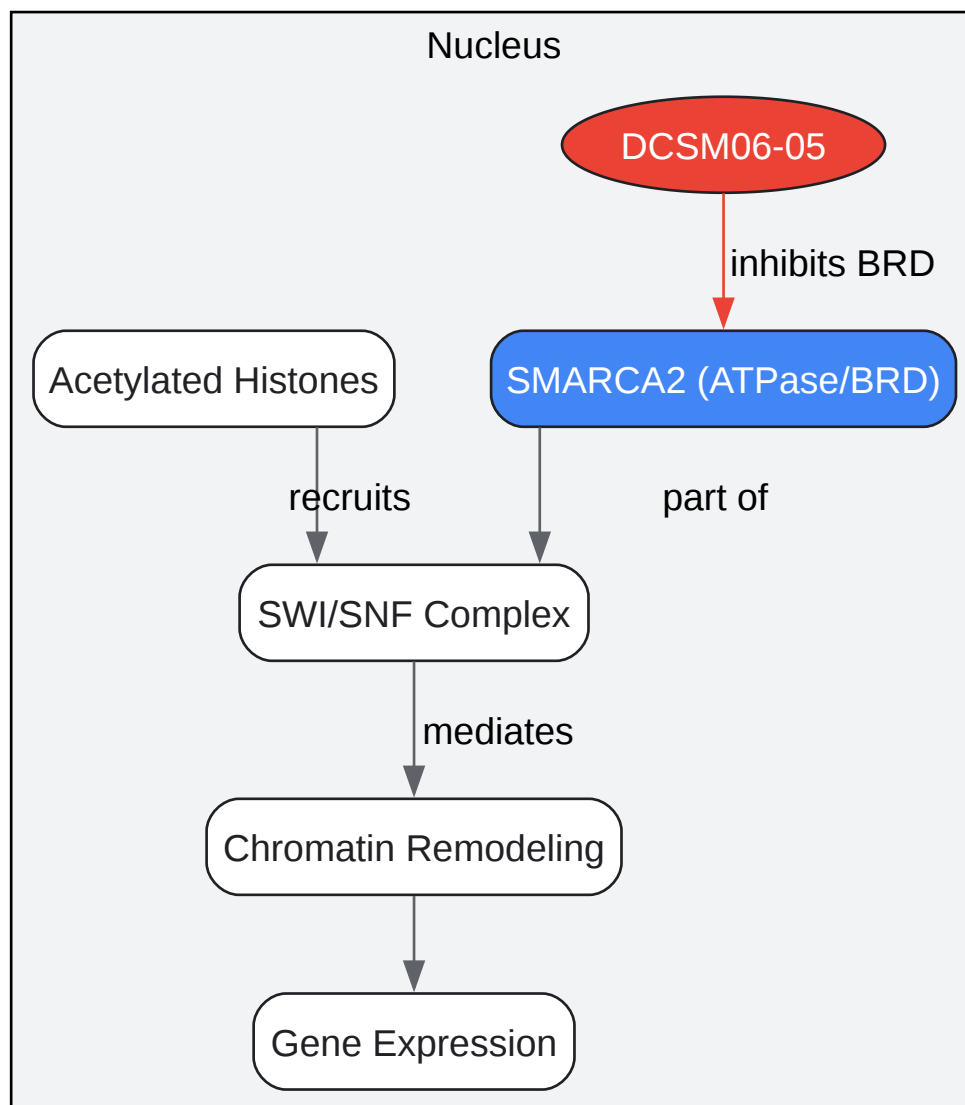 Nucleus
DCSM06-05
inhibits BRD
Acetylated Histones
SMARCA2 (ATPase/BRD)
recruits
part of
SWI/SNF Complex
mediates
Chromatin Remodeling
Gene Expression